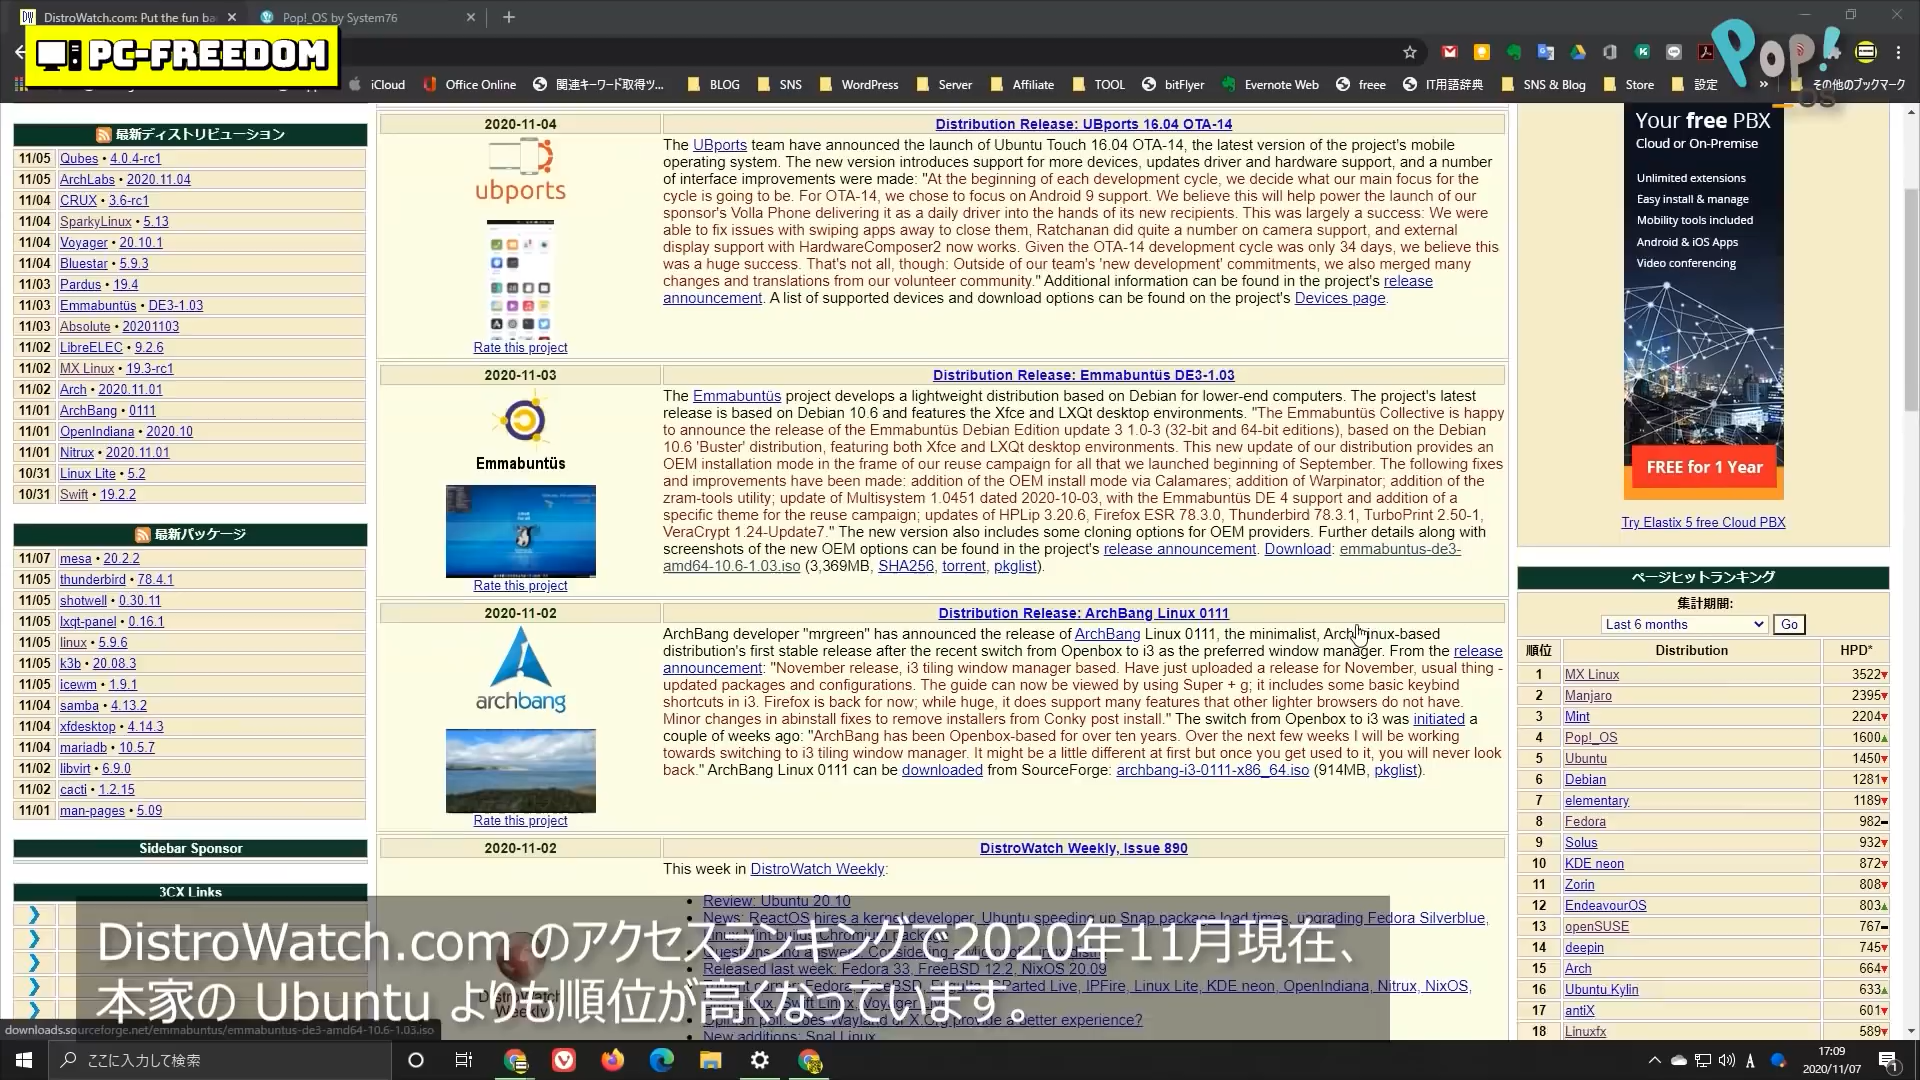 DistroWatch.com: Put the fun ba
Pop!_OS by System76
PC-FREEDOM
iCloud
Office Online
関連キーワード取得ツ...
BLOG
SNS
WordPress
Server
Affiliate
TOOL
bitFlyer
Evernote Web
freee
IT用語辞典
SNS & Blog
Store
設定
その他のブックマーク
Pop!_OS
最新ディストリビューション
11/05 Qubes • 4.0.4-rc1
11/05 ArchLabs • 2020.11.04
11/04 CRUX • 3.6-rc1
11/04 SparkyLinux • 5.13
11/04 Voyager • 20.10.1
11/04 Bluestar • 5.9.3
11/03 Pardus • 19.4
11/03 Emmabuntüs • DE3-1.03
11/03 Absolute • 20201103
11/02 LibreELEC • 9.2.6
11/02 MX Linux • 19.3-rc1
11/02 Arch • 2020.11.01
11/01 ArchBang • 0111
11/01 OpenIndiana • 2020.10
11/01 Nitrux • 2020.11.01
10/31 Linux Lite • 5.2
10/31 Swift • 19.2.2
最新パッケージ
11/07 mesa • 20.2.2
11/05 thunderbird • 78.4.1
11/05 shotwell • 0.30.11
11/05 lxqt-panel • 0.16.1
11/05 linux • 5.9.6
11/05 k3b • 20.08.3
11/05 icewm • 1.9.1
11/04 samba • 4.13.2
11/04 xfdesktop • 4.14.3
11/04 mariadb • 10.5.7
11/02 libvirt • 6.9.0
11/02 cacti • 1.2.15
11/01 man-pages • 5.09
Sidebar Sponsor
3CX Links
2020-11-04
Distribution Release: UBports 16.04 OTA-14
ubports
Rate this project
The UBports team have announced the launch of Ubuntu Touch 16.04 OTA-14, the latest version of the project's mobile
operating system. The new version introduces support for more devices, updates driver and hardware support, and a number
of interface improvements were made: "At the beginning of each development cycle, we decide what our main focus for the
cycle is going to be. For OTA-14, we chose to focus on Android 9 support. We believe this will help power the launch of our
sponsor's Volla Phone delivering it as a daily driver into the hands of its new recipients. This was largely a success: We were
able to fix issues with swiping apps away to close them, Ratchanan did quite a number on camera support, and external
display support with HardwareComposer2 now works. Given the OTA-14 development cycle was only 34 days, we believe this
was a huge success. That's not all, though: Outside of our team's 'new development' commitments, we also merged many
changes and translations from our volunteer community." Additional information can be found in the project's release
announcement. A list of supported devices and download options can be found on the project's Devices page.
2020-11-03
Distribution Release: Emmabuntüs DE3-1.03
Emmabuntüs
Rate this project
The Emmabuntüs project develops a lightweight distribution based on Debian for lower-end computers. The project's latest
release is based on Debian 10.6 and features the Xfce and LXQt desktop environments. "The Emmabuntüs Collective is happy
to announce the release of the Emmabuntüs Debian Edition update 3 1.0-3 (32-bit and 64-bit editions), based on the Debian
10.6 'Buster' distribution, featuring both Xfce and LXQt desktop environments. This new update of our distribution provides an
OEM installation mode in the frame of our reuse campaign for all that we launched beginning of September. The following fixes
and improvements have been made: addition of the OEM install mode via Calamares; addition of Warpinator; addition of the
zram-tools utility; update of Multisystem 1.0451 dated 2020-10-03, with the Emmabuntüs DE 4 support and addition of a
specific theme for the reuse campaign; updates of HPLip 3.20.6, Firefox ESR 78.3.0, Thunderbird 78.3.1, TurboPrint 2.50-1,
VeraCrypt 1.24-Update7." The new version also includes some cloning options for OEM providers. Further details along with
screenshots of the new OEM options can be found in the project's release announcement. Download: emmabuntus-de3-
amd64-10.6-1.03.iso (3,369MB, SHA256, torrent, pkglist).
2020-11-02
Distribution Release: ArchBang Linux 0111
archbang
Rate this project
ArchBang developer "mrgreen" has announced the release of ArchBang Linux 0111, the minimalist, Arch Linux-based
distribution's first stable release after the recent switch from Openbox to i3 as the preferred window manager. From the release
announcement: "November release, i3 tiling window manager based. Have just uploaded a release for November, usual thing -
updated packages and configurations. The guide can now be viewed by using Super + g; it includes some basic keybind
shortcuts in i3. Firefox is back for now; while huge, it does support many features that other lighter browsers do not have.
Minor changes in abinstall fixes to remove installers from Conky post install." The switch from Openbox to i3 was initiated a
couple of weeks ago: "ArchBang has been Openbox-based for over ten years. Over the next few weeks I will be working
towards switching to i3 tiling window manager. It might be a little different at first but once you get used to it, you will never look
back." ArchBang Linux 0111 can be downloaded from SourceForge: archbang-i3-0111-x86_64.iso (914MB, pkglist).
2020-11-02
DistroWatch Weekly, Issue 890
This week in DistroWatch Weekly:
Review: Ubuntu 20.10
News: ReactOS hires a kernel developer, Ubuntu speeding up Snap package load times, upgrading Fedora Silverblue,
Released last week: Fedora 33, FreeBSD 12.2, NixOS 20.09
Opinion poll: Does Wayland or X.Org provide a better experience?
New additions: Snal Linux
Your free PBX
Cloud or On-Premise
Unlimited extensions
Easy install & manage
Mobility tools included
Android & iOS Apps
Video conferencing
FREE for 1 Year
Try Elastix 5 free Cloud PBX
ページヒットランキング
集計期間:
Last 6 months
Go
順位 Distribution HPD*
1 MX Linux 3522
2 Manjaro 2395
3 Mint 2204
4 Pop!_OS 1600
5 Ubuntu 1450
6 Debian 1281
7 elementary 1189
8 Fedora 982
9 Solus 932
10 KDE neon 872
11 Zorin 808
12 EndeavourOS 803
13 openSUSE 767
14 deepin 745
15 Arch 664
16 Ubuntu Kylin 633
17 antiX 601
18 Linuxfx 589
DistroWatch.com のアクセスランキングで2020年11月現在、
本家の Ubuntu よりも順位が高くなっています。
downloads.sourceforge.net/emmabuntus/emmabuntus-de3-amd64-10.6-1.03.iso
ここに入力して検索
A
17:09
2020/11/07
1